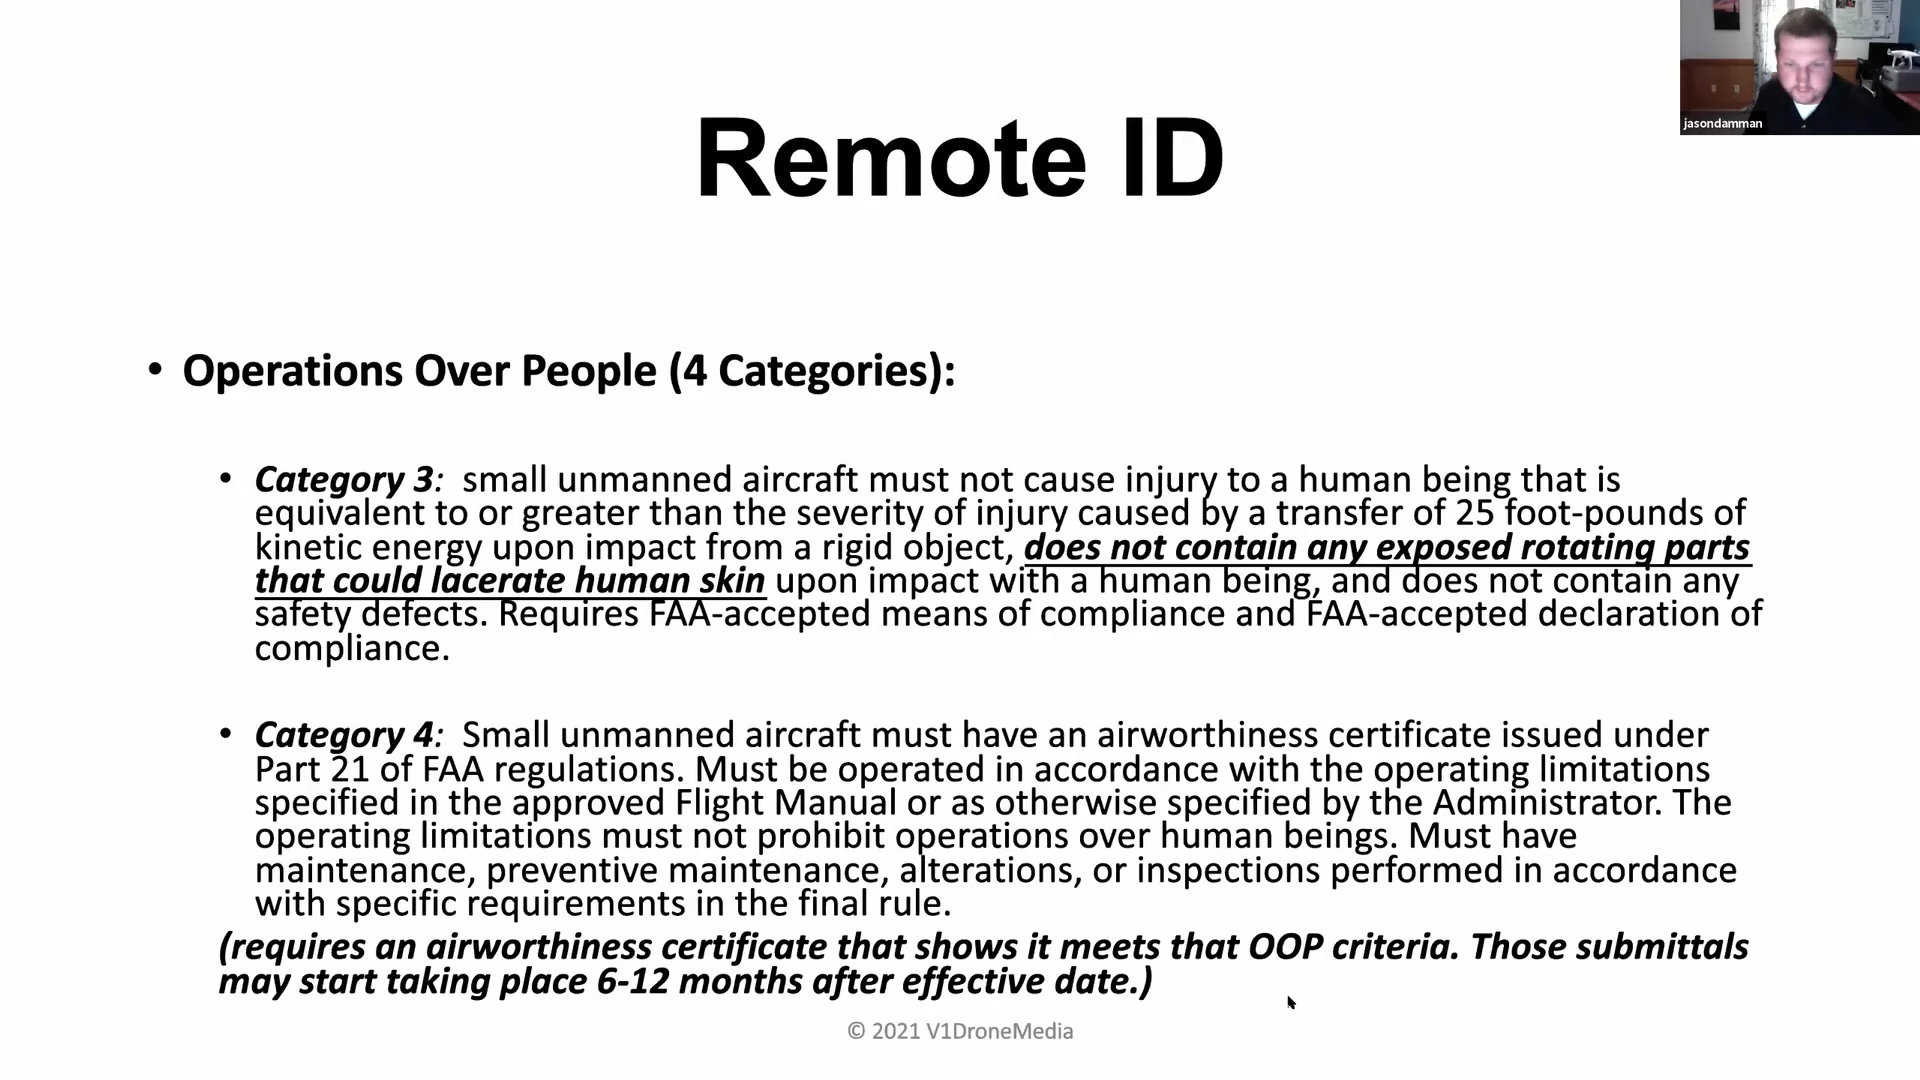 jasondamman
Remote ID
• Operations Over People (4 Categories):
• Category 3:  small unmanned aircraft must not cause injury to a human being that is
equivalent to or greater than the severity of injury caused by a transfer of 25 foot-pounds of
kinetic energy upon impact from a rigid object, does not contain any exposed rotating parts
that could lacerate human skin upon impact with a human being, and does not contain any
safety defects. Requires FAA-accepted means of compliance and FAA-accepted declaration of
compliance.
• Category 4:  Small unmanned aircraft must have an airworthiness certificate issued under
Part 21 of FAA regulations. Must be operated in accordance with the operating limitations
specified in the approved Flight Manual or as otherwise specified by the Administrator. The
operating limitations must not prohibit operations over human beings. Must have
maintenance, preventive maintenance, alterations, or inspections performed in accordance
with specific requirements in the final rule.
(requires an airworthiness certificate that shows it meets that OOP criteria. Those submittals
may start taking place 6-12 months after effective date.)
© 2021 V1DroneMedia